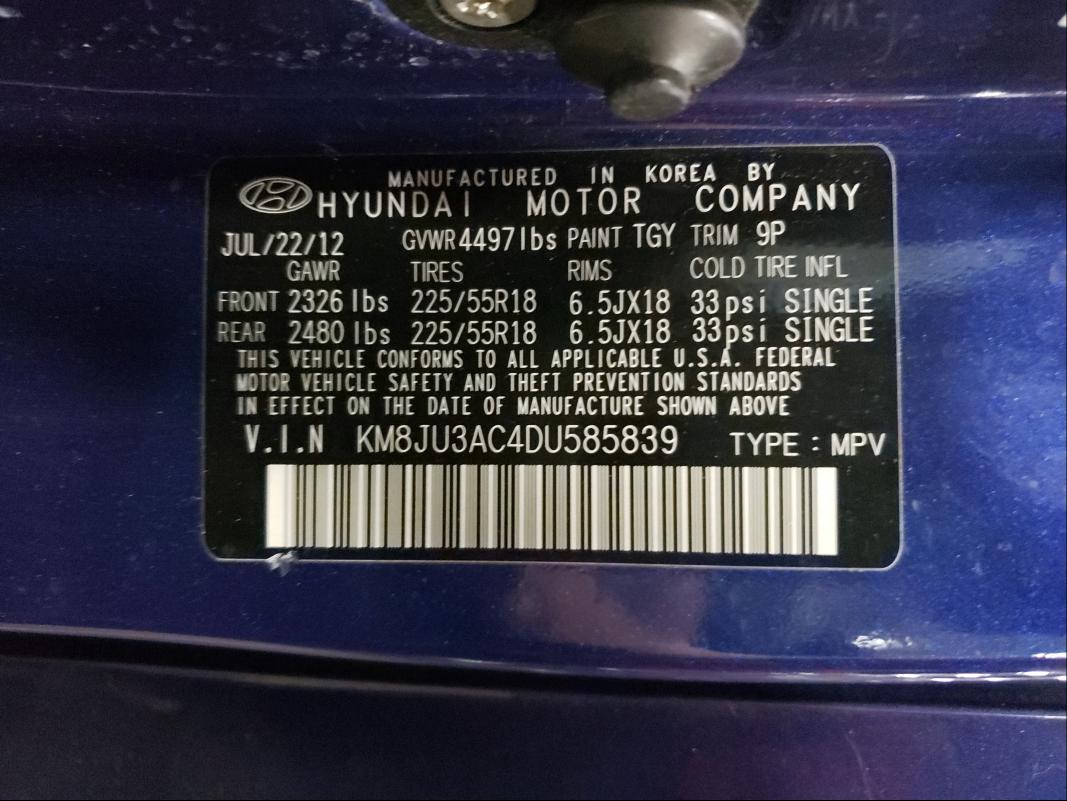 MANUFACTURED IN KOREA BY
HYUNDAI MOTOR COMPANY
JUL/22/12 GVWR 4497lbs PAINT TGY TRIM 9P
GAWR TIRES RIMS COLD TIRE INFL
FRONT 2326 lbs 225/55R18 6.5JX18 33psi SINGLE
REAR 2480 lbs 225/55R18 6.5JX18 33psi SINGLE
THIS VEHICLE CONFORMS TO ALL APPLICABLE U.S.A. FEDERAL
MOTOR VEHICLE SAFETY AND THEFT PREVENTION STANDARDS
IN EFFECT ON THE DATE OF MANUFACTURE SHOWN ABOVE
V.I.N KM8JU3AC4DU585839 TYPE : MPV